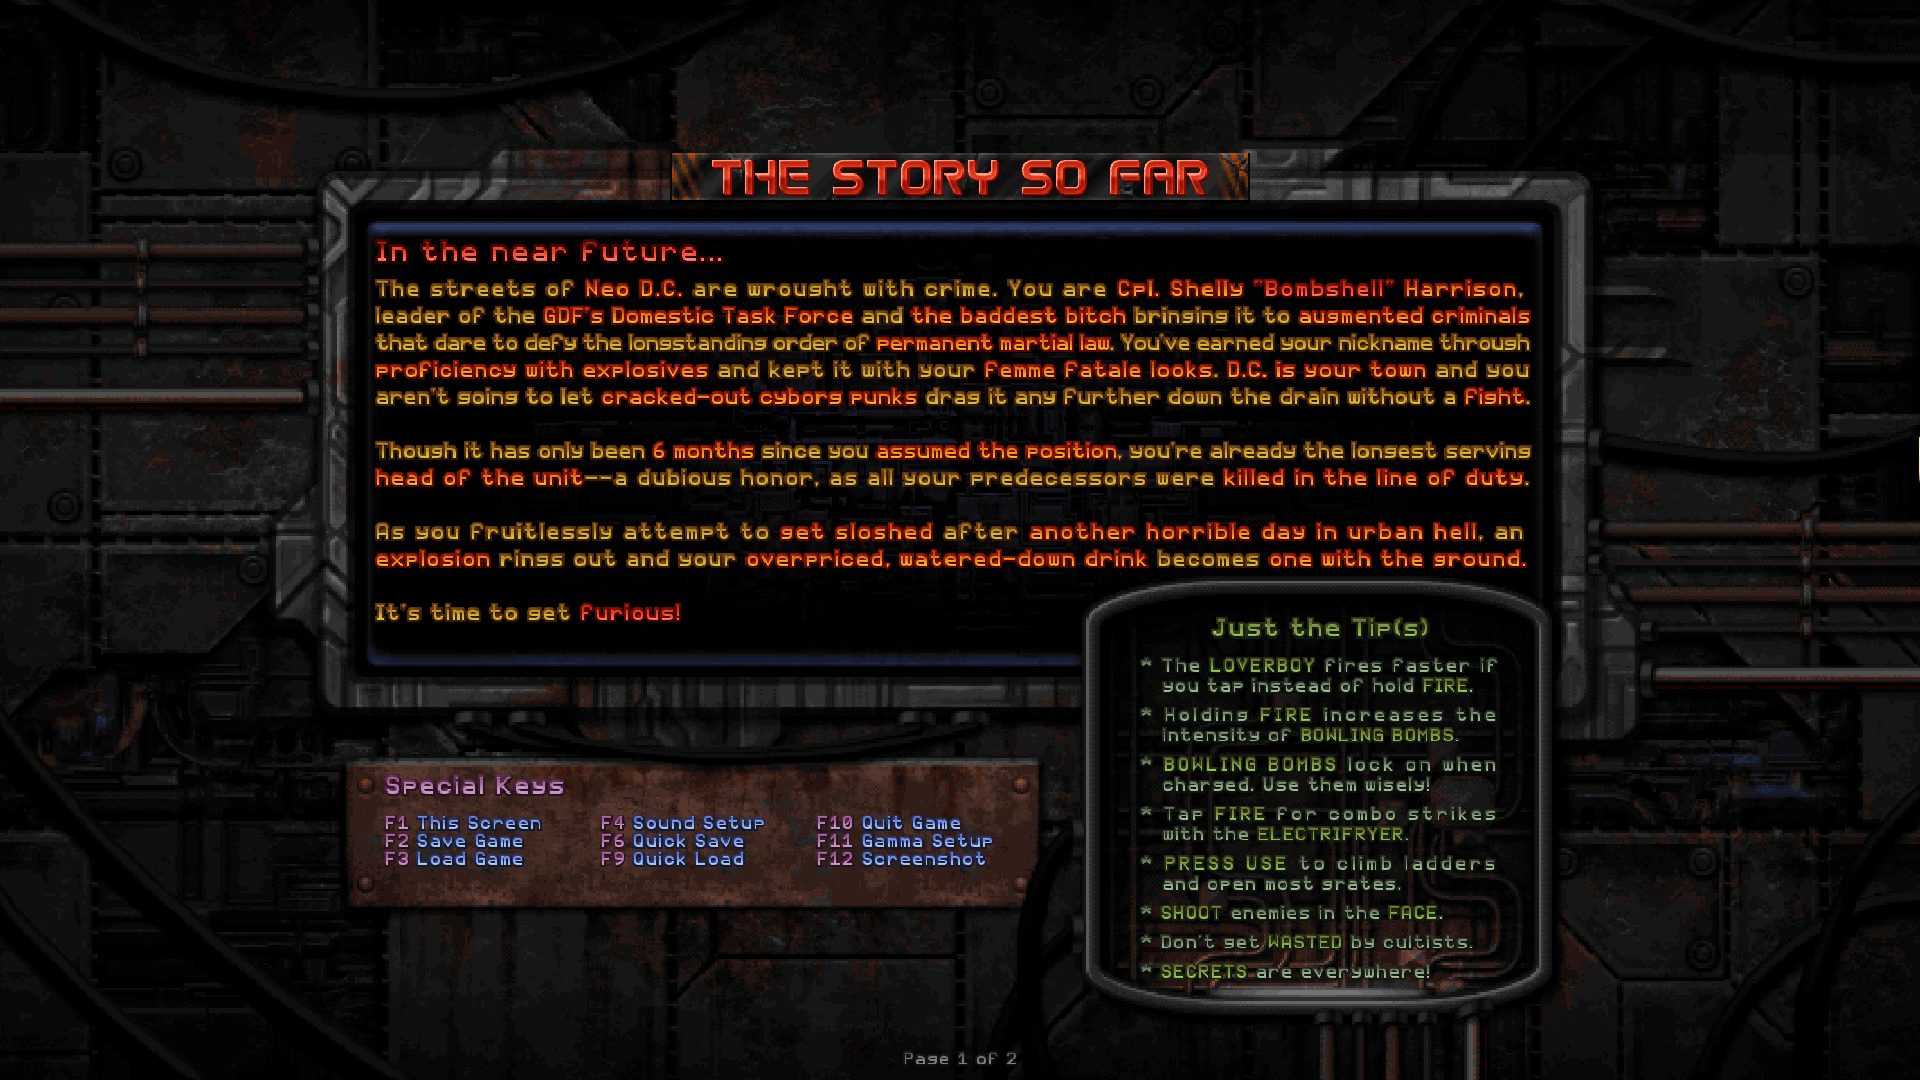 THE STORY SO FAR
In the near future...
The streets of Neo D.C. are wrought with crime. You are Cpl. Shelly "Bombshell" Harrison,
leader of the GDF's Domestic Task Force and the baddest bitch bringing it to augmented criminals
that dare to defy the longstanding order of permanent martial law. You've earned your nickname through
proficiency with explosives and kept it with your femme fatale looks. D.C. is your town and you
aren't going to let cracked-out cyborg punks drag it any further down the drain without a fight.
Though it has only been 6 months since you assumed the position, you're already the longest serving
head of the unit--a dubious honor, as all your predecessors were killed in the line of duty.
As you fruitlessly attempt to get sloshed after another horrible day in urban hell, an
explosion rings out and your overpriced, watered-down drink becomes one with the ground.
It's time to get furious!
Just the Tip(s)
* The LOVERBOY fires faster if
you tap instead of hold FIRE.
* Holding FIRE increases the
intensity of BOWLING BOMBS.
* BOWLING BOMBS lock on when
charged. Use them wisely!
* Tap FIRE for combo strikes
with the ELECTRIFRYER.
* PRESS USE to climb ladders
and open most grates.
* SHOOT enemies in the FACE.
* Don't get WASTED by cultists.
* SECRETS are everywhere!
Special Keys
F1 This Screen F4 Sound Setup F10 Quit Game
F2 Save Game F6 Quick Save F11 Gamma Setup
F3 Load Game F9 Quick Load F12 Screenshot
Page 1 of 2